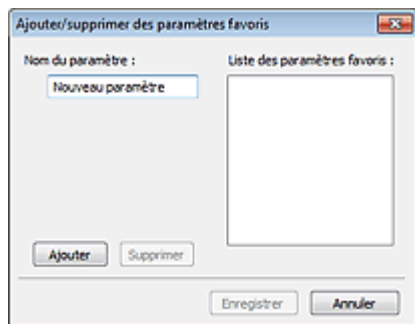 Ajouter/supprimer des paramètres favoris
Nom du paramètre :
Nouveau paramètre
Liste des paramètres favoris :
Ajouter
Supprimer
Enregistrer
Annuler